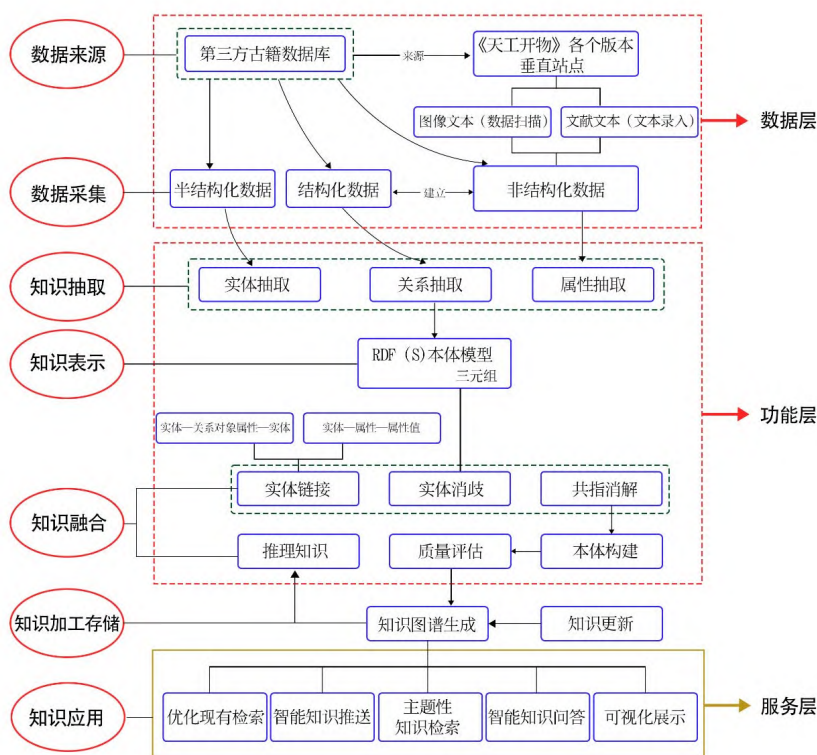 数据来源
第三方古籍数据库
来源
《天工开物》各个版本
垂直站点
图像文本（数据扫描）
文献文本（文本录入）
数据层
数据采集
半结构化数据
结构化数据
建立
非结构化数据
知识抽取
实体抽取
关系抽取
属性抽取
知识表示
RDF（S)本体模型
三元组
功能层
实体—关系对象属性—实体
实体—属性—属性值
实体链接
实体消歧
共指消解
知识融合
推理知识
质量评估
本体构建
知识加工存储
知识图谱生成
知识更新
知识应用
优化现有检索
智能知识推送
主题性
知识检索
智能知识问答
可视化展示
服务层